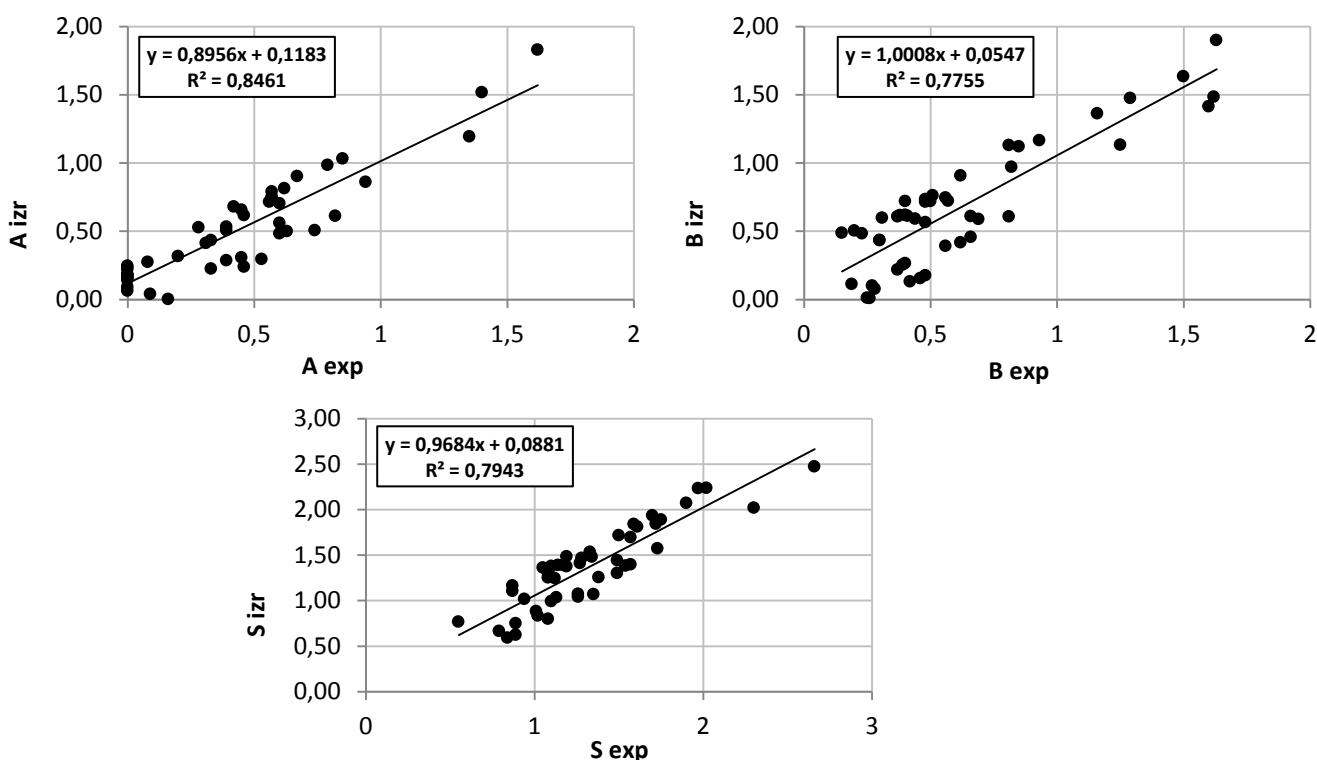 y = 0,8956x + 0,1183
R² = 0,8461
2,00
1,50
1,00
0,50
0,00
0
0,5
1
1,5
2
A izr
A exp
y = 1,0008x + 0,0547
R² = 0,7755
2,00
1,50
1,00
0,50
0,00
0
0,5
1
1,5
2
B izr
B exp
y = 0,9684x + 0,0881
R² = 0,7943
3,00
2,50
2,00
1,50
1,00
0,50
0,00
0
1
2
3
S izr
S exp